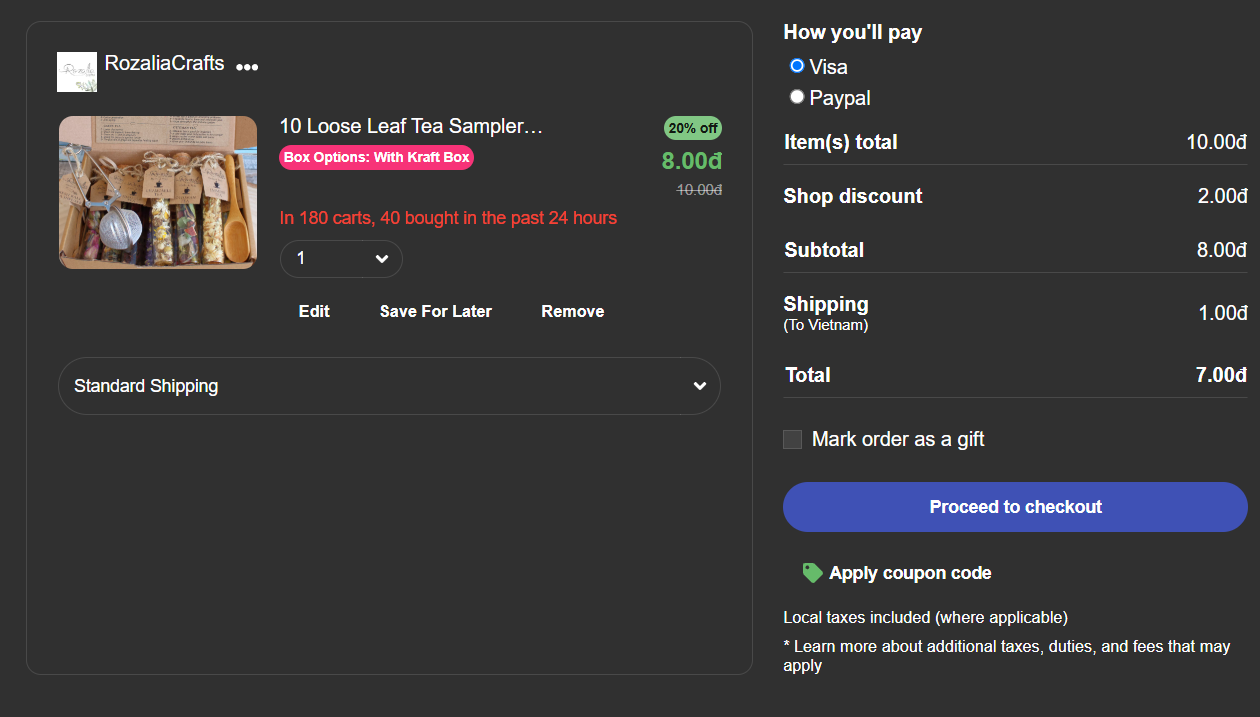 RozaliaCrafts
10 Loose Leaf Tea Sampler…
20% off
Box Options: With Kraft Box
8.00đ
10.00đ
In 180 carts, 40 bought in the past 24 hours
1
Edit
Save For Later
Remove
Standard Shipping
How you'll pay
Visa
Paypal
Item(s) total 10.00đ
Shop discount 2.00đ
Subtotal 8.00đ
Shipping 1.00đ
(To Vietnam)
Total 7.00đ
Mark order as a gift
Proceed to checkout
Apply coupon code
Local taxes included (where applicable)
* Learn more about additional taxes, duties, and fees that may
apply